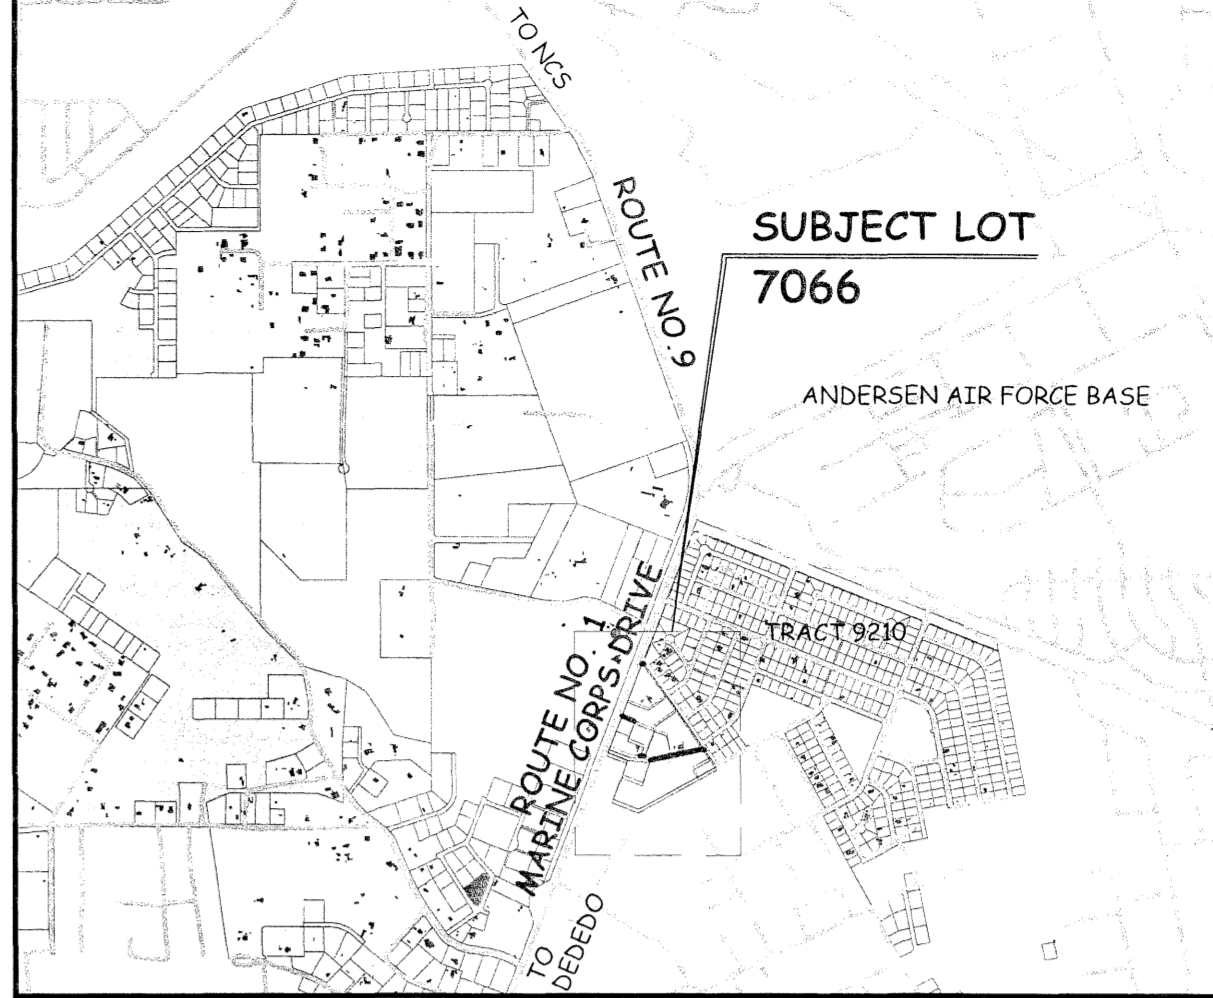 TO NCS
ROUTE NO.9
SUBJECT LOT
7066
ANDERSEN AIR FORCE BASE
TRACT 9210
ROUTE NO. 1
MARINE CORPS DRIVE
TO
DEDEDO